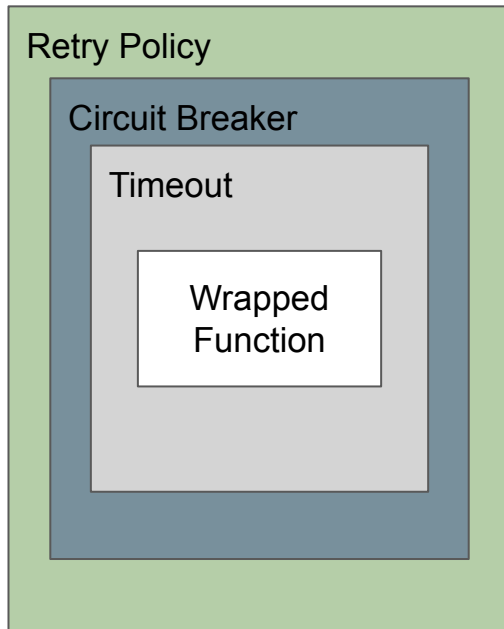 Retry Policy
Circuit Breaker
Timeout
Wrapped
Function